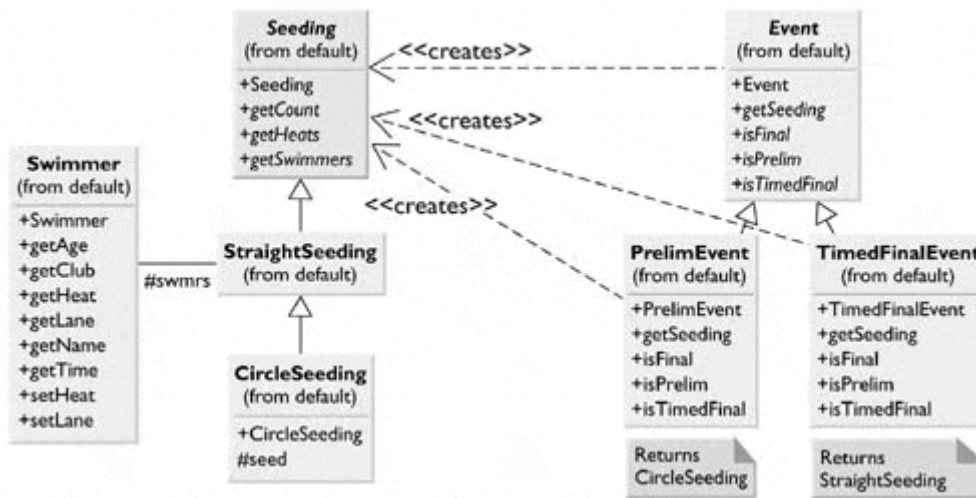 Seeding
(from default)
+Seeding
+getCount
+getHeats
+getSwimmers
<<creates>>
<<creates>>
<<creates>>
Event
(from default)
+Event
+getSeeding
+isFinal
+isPrelim
+isTimedFinal
Swimmer
(from default)
+Swimmer
+getAge
+getClub
+getHeat
+getLane
+getName
+getTime
+setHeat
+setLane
#swmrs
StraightSeeding
(from default)
CircleSeeding
(from default)
+CircleSeeding
#seed
PrelimEvent
(from default)
+PrelimEvent
+getSeeding
+isFinal
+isPrelim
+isTimedFinal
Returns
CircleSeeding
TimedFinalEvent
(from default)
+TimedFinalEvent
+getSeeding
+isFinal
+isPrelim
+isTimedFinal
Returns
StraightSeeding